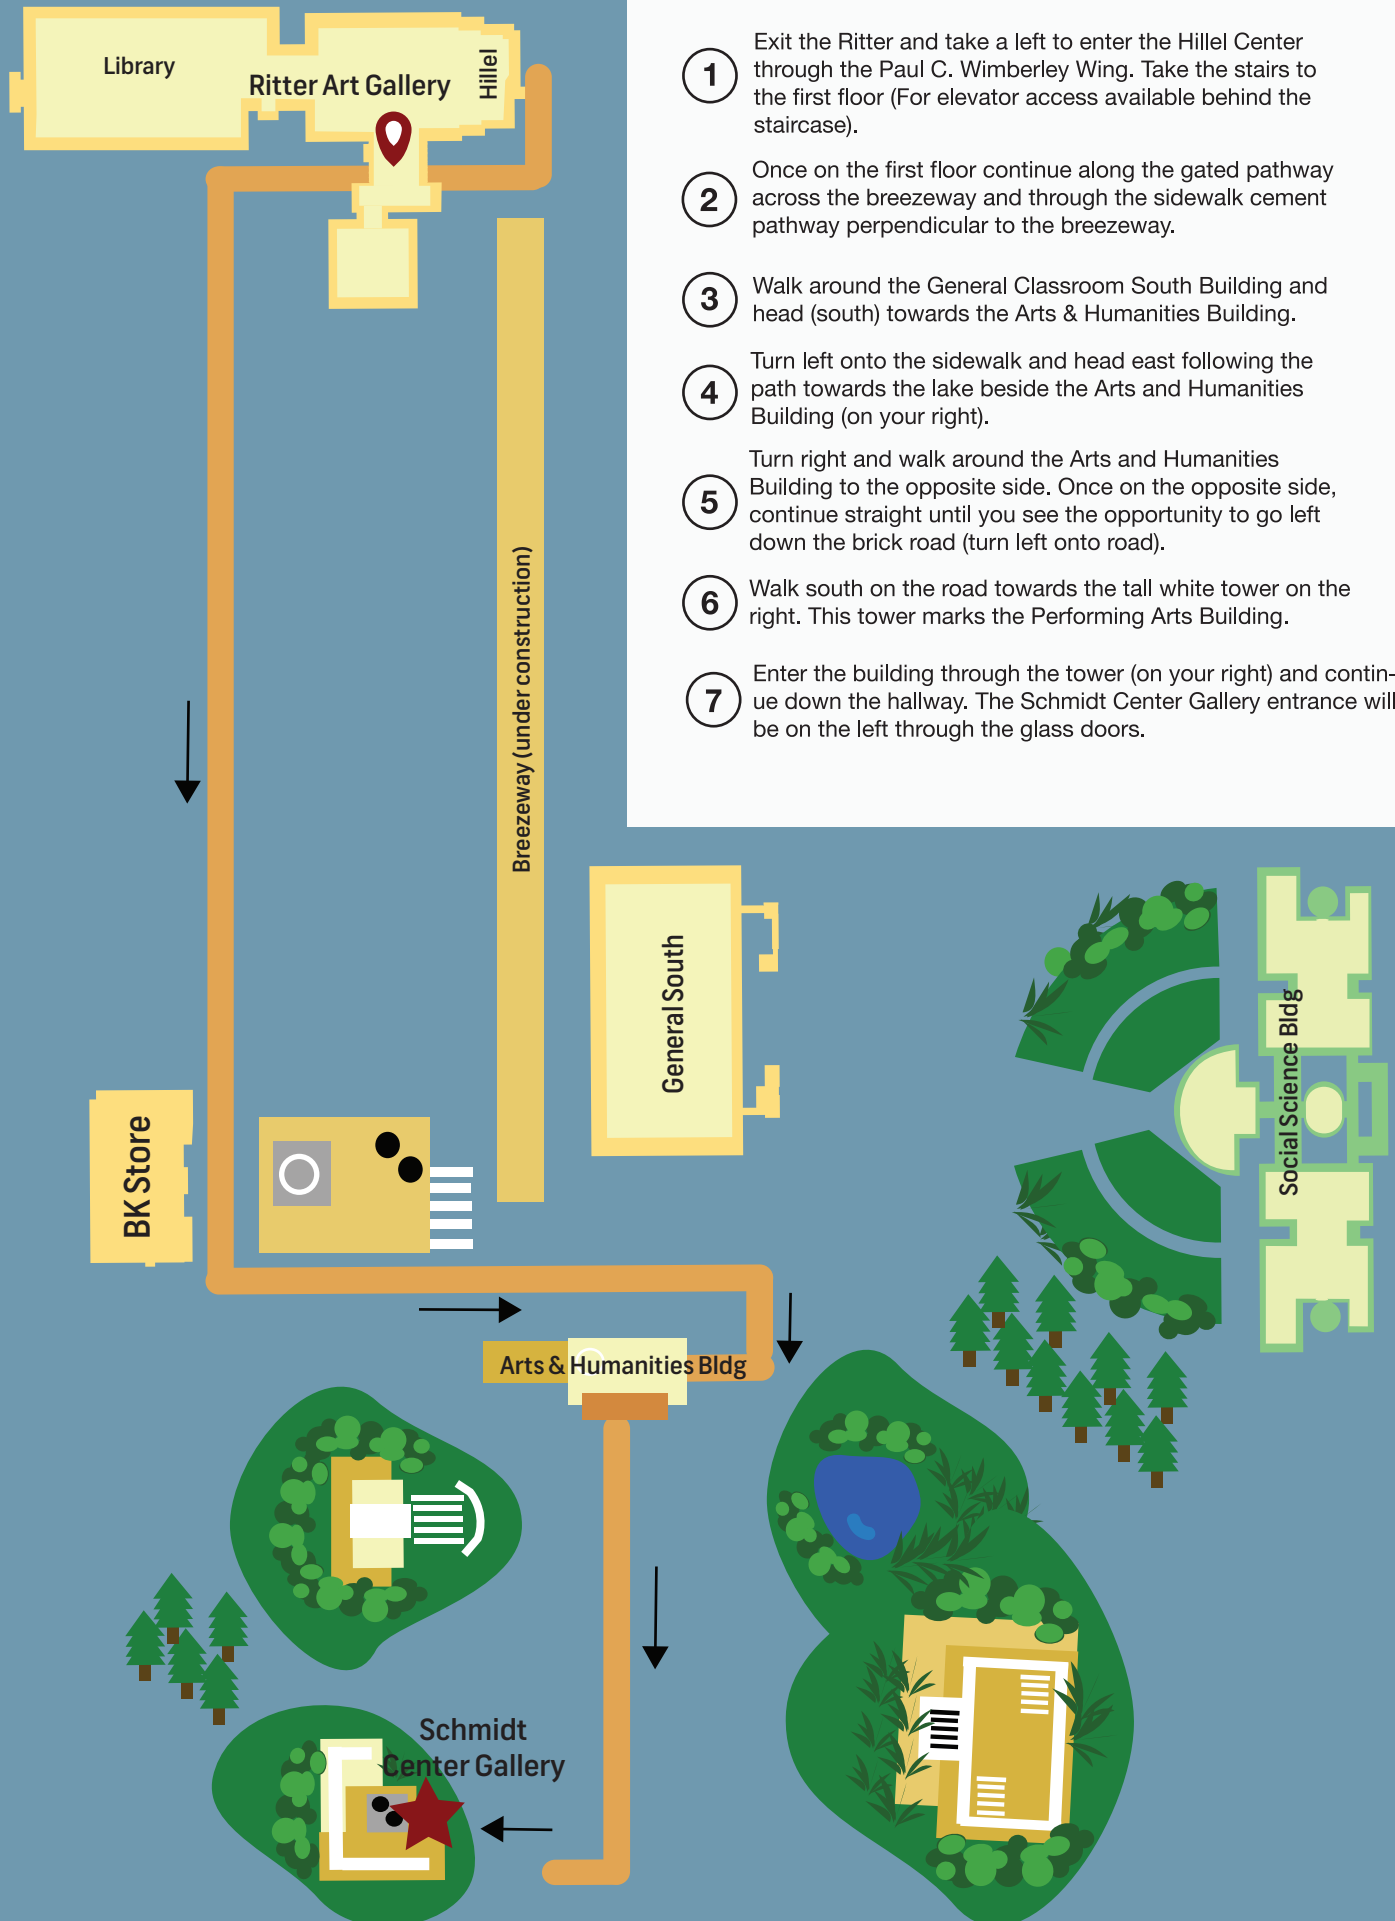 Library
Ritter Art Gallery
Hillel
1
Exit the Ritter and take a left to enter the Hillel Center
through the Paul C. Wimberley Wing. Take the stairs to
the first floor (For elevator access available behind the
staircase).
2
Once on the first floor continue along the gated pathway
across the breezeway and through the sidewalk cement
pathway perpendicular to the breezeway.
3
Walk around the General Classroom South Building and
head (south) towards the Arts & Humanities Building.
4
Turn left onto the sidewalk and head east following the
path towards the lake beside the Arts and Humanities
Building (on your right).
5
Turn right and walk around the Arts and Humanities
Building to the opposite side. Once on the opposite side,
continue straight until you see the opportunity to go left
down the brick road (turn left onto road).
6
Walk south on the road towards the tall white tower on the
right. This tower marks the Performing Arts Building.
7
Enter the building through the tower (on your right) and contin-
ue down the hallway. The Schmidt Center Gallery entrance will
be on the left through the glass doors.
Breezeway (under construction)
General South
Social Science Bldg
BK Store
Arts & Humanities Bldg
Schmidt
Center Gallery